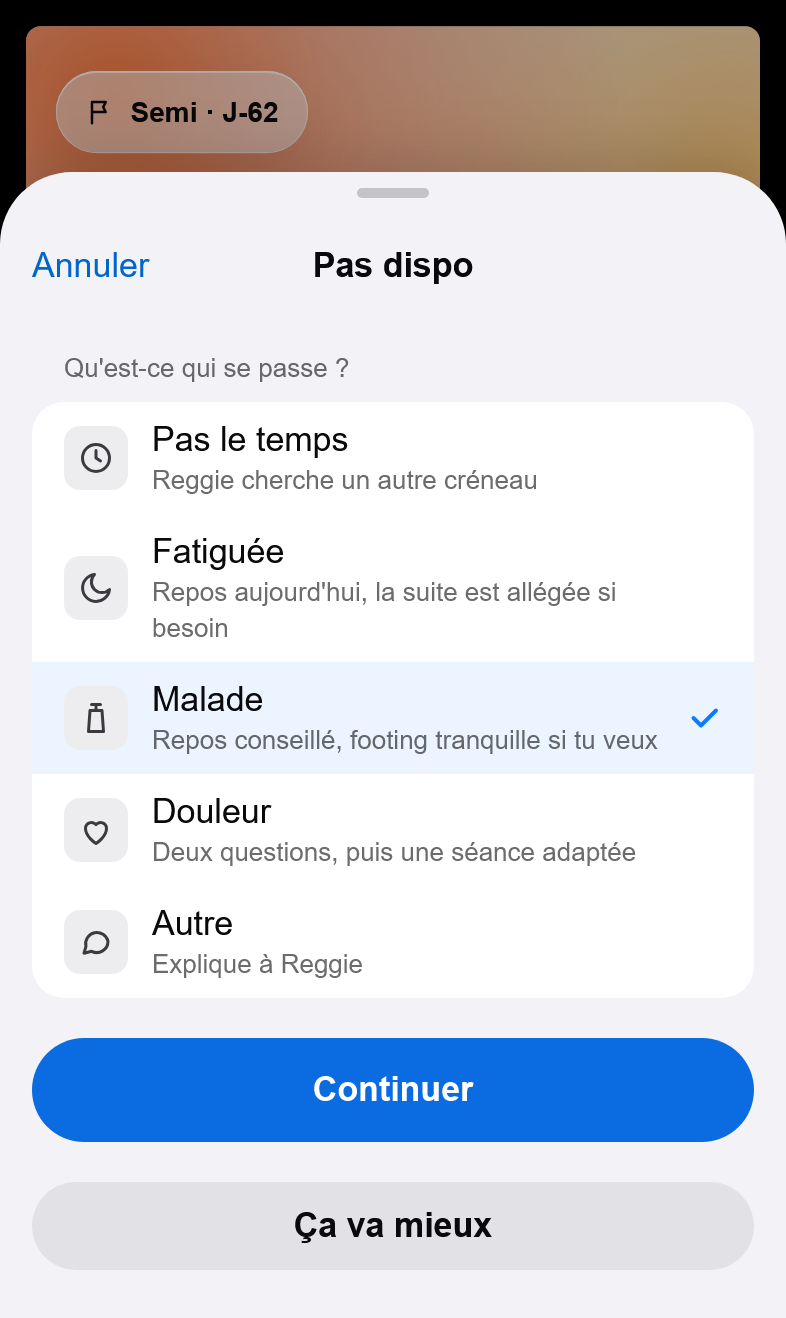 Semi · J-62
Annuler
Pas dispo
Qu'est-ce qui se passe ?
Pas le temps
Reggie cherche un autre créneau
Fatiguée
Repos aujourd'hui, la suite est allégée si
besoin
Malade
Repos conseillé, footing tranquille si tu veux
Douleur
Deux questions, puis une séance adaptée
Autre
Explique à Reggie
Continuer
Ça va mieux